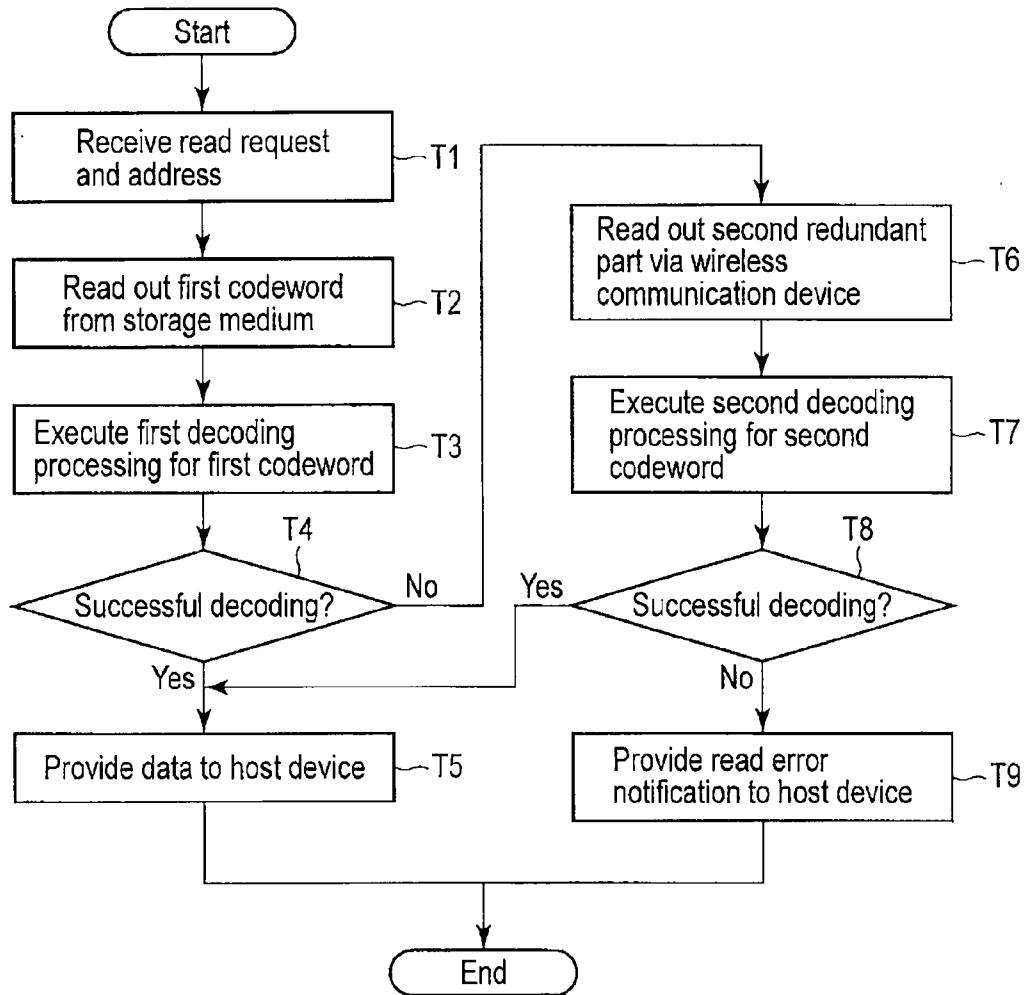 Start
Receive read request
and address
T1
Read out first codeword
from storage medium
T2
Execute first decoding
processing for first codeword
T3
T4
Successful decoding?
No
Yes
Provide data to host device
T5
Read out second redundant
part via wireless
communication device
T6
Execute second decoding
processing for second
codeword
T7
T8
Successful decoding?
Yes
No
Provide read error
notification to host device
T9
End